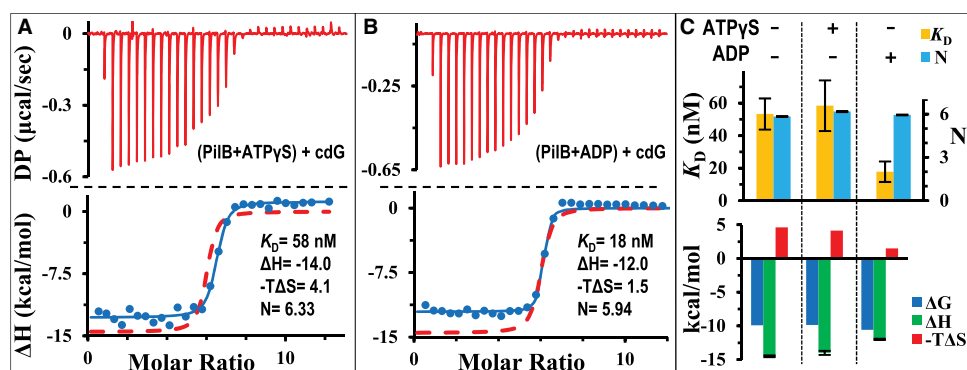 A
DP (µcal/sec)
0
-0.3
-0.6
(PilB+ATPγS) + cdG
ΔH (kcal/mol)
0
-7.5
-15
K_D= 58 nM
ΔH= -14.0
-TΔS= 4.1
N= 6.33
0
10
Molar Ratio
B
0
-0.25
-0.65
(PilB+ADP) + cdG
0
-7.5
-15
K_D= 18 nM
ΔH= -12.0
-TΔS= 1.5
N= 5.94
0
10
Molar Ratio
C
ATPγS - + -
ADP - - +
K_D
N
K_D (nM)
60
40
20
0
6
3
0
N
kcal/mol
5
0
-5
-10
-15
ΔG
ΔH
-TΔS